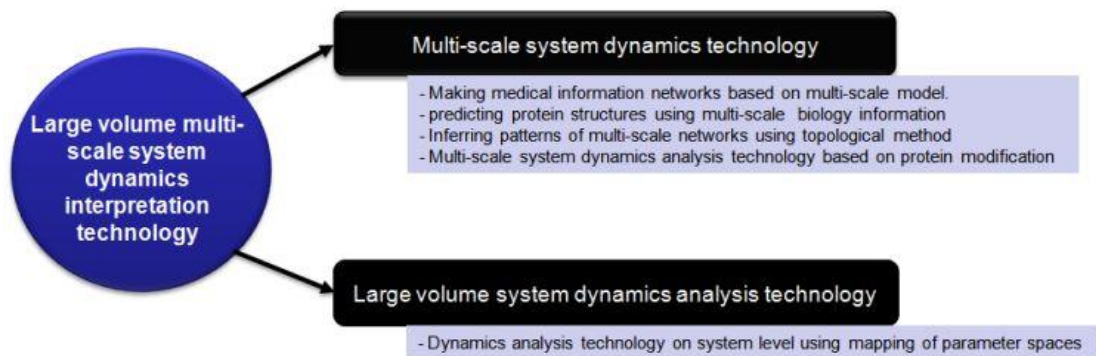 Large volume multi-
scale system
dynamics
interpretation
technology
Multi-scale system dynamics technology
- Making medical information networks based on multi-scale model.
- predicting protein structures using multi-scale biology information
- Inferring patterns of multi-scale networks using topological method
- Multi-scale system dynamics analysis technology based on protein modification
Large volume system dynamics analysis technology
- Dynamics analysis technology on system level using mapping of parameter spaces